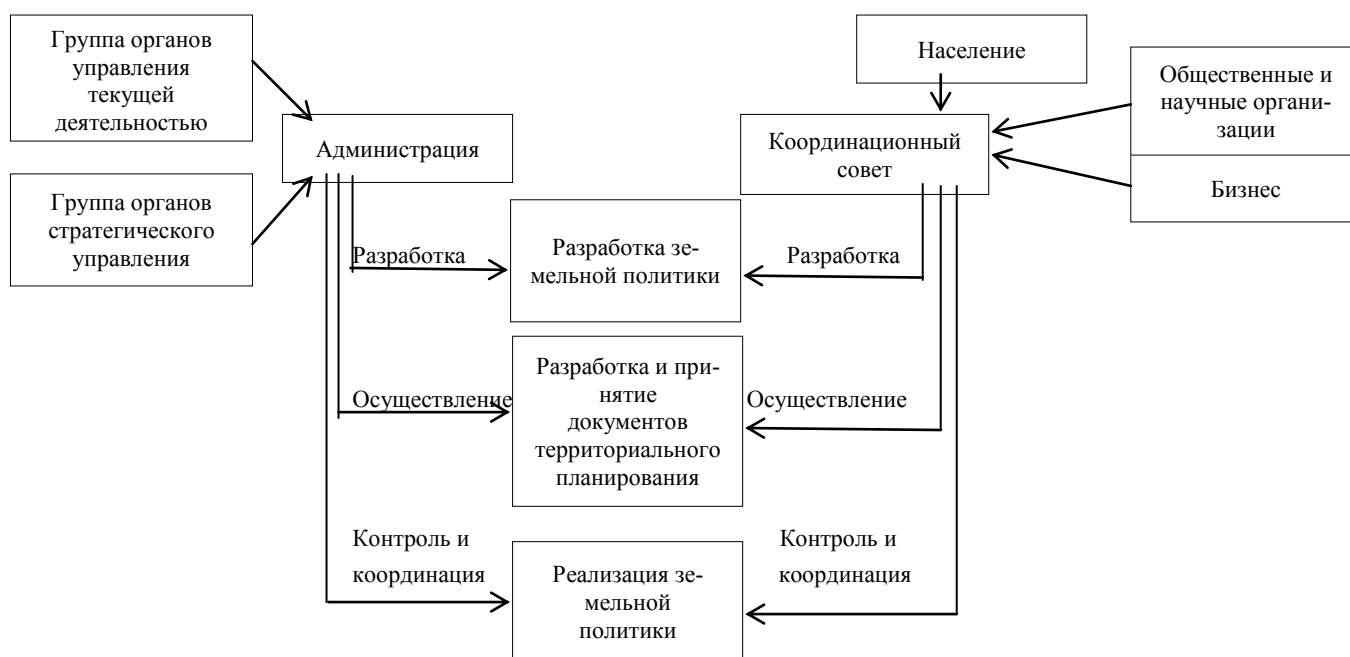 Группа органов
управления
текущей
деятельностью
Население
Общественные и
научные органи-
зации
Администрация
Координационный
совет
Бизнес
Группа органов
стратегического
управления
Разработка
Разработка зе-
мельной политики
Разработка
Осуществление
Разработка и при-
нятие
документов
территориального
планирования
Осуществление
Контроль и
координация
Реализация зе-
мельной
политики
Контроль и
координация